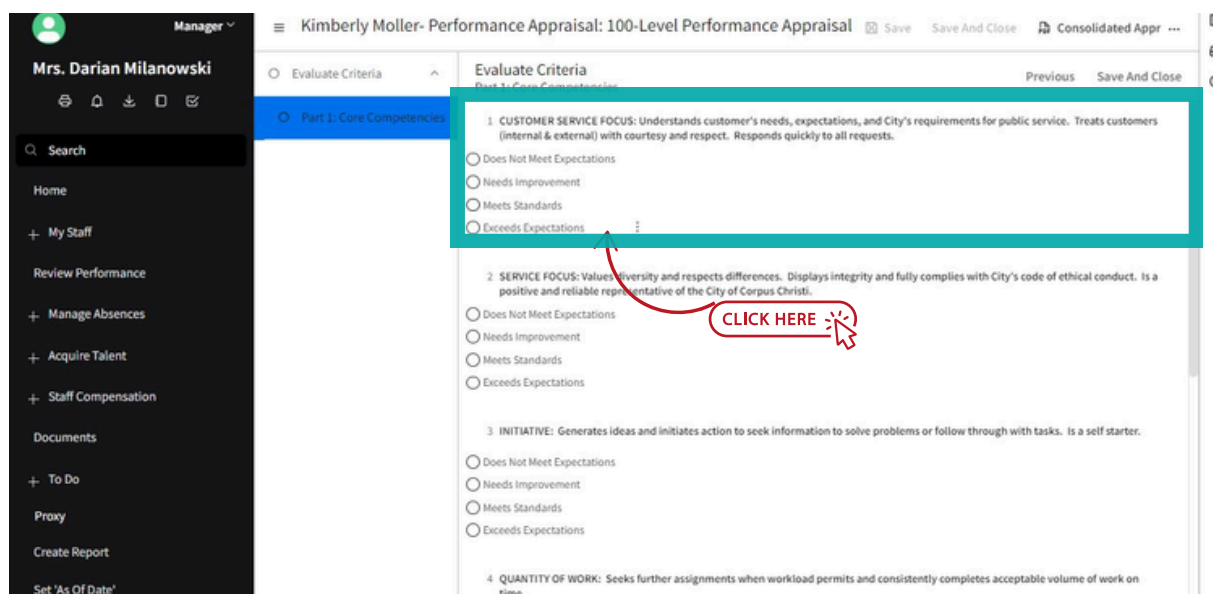 Manager
Kimberly Moller- Performance Appraisal: 100-Level Performance Appraisal
Save
Save And Close
Consolidated Appr ...
Mrs. Darian Milanowski
Search
Home
+ My Staff
Review Performance
+ Manage Absences
+ Acquire Talent
+ Staff Compensation
Documents
+ To Do
Proxy
Create Report
Set 'As Of Date'
Evaluate Criteria
Part 1: Core Competencies
Evaluate Criteria
Part 1: Core Competencies
Previous
Save And Close
1 CUSTOMER SERVICE FOCUS: Understands customer's needs, expectations, and City's requirements for public service. Treats customers
(internal & external) with courtesy and respect. Responds quickly to all requests.
Does Not Meet Expectations
Needs Improvement
Meets Standards
Exceeds Expectations
2 SERVICE FOCUS: Values diversity and respects differences. Displays integrity and fully complies with City's code of ethical conduct. Is a
positive and reliable representative of the City of Corpus Christi.
Does Not Meet Expectations
Needs Improvement
Meets Standards
Exceeds Expectations
CLICK HERE
3 INITIATIVE: Generates ideas and initiates action to seek information to solve problems or follow through with tasks. Is a self starter.
Does Not Meet Expectations
Needs Improvement
Meets Standards
Exceeds Expectations
4 QUANTITY OF WORK: Seeks further assignments when workload permits and consistently completes acceptable volume of work on
time.